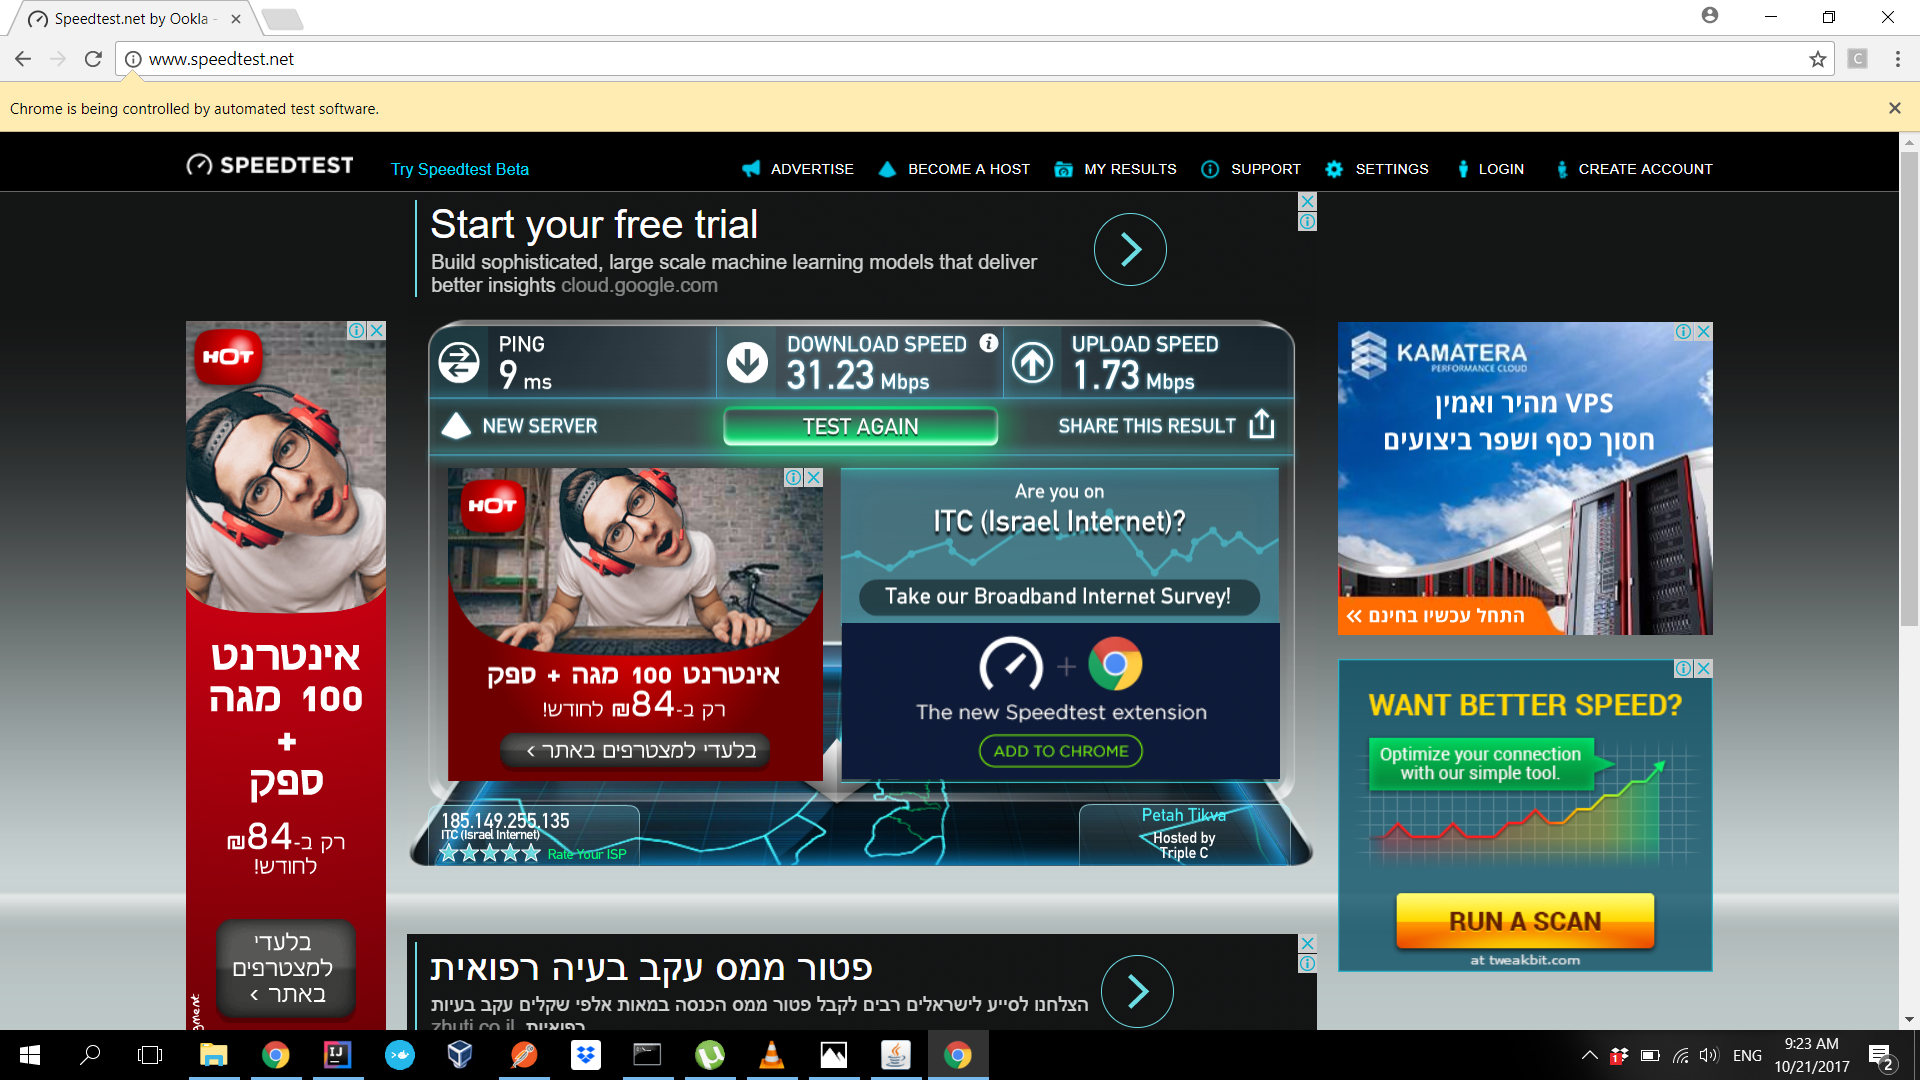 Speedtest.net by Ookla -
www.speedtest.net
C
Chrome is being controlled by automated test software.
SPEEDTEST
Try Speedtest Beta
ADVERTISE
BECOME A HOST
MY RESULTS
SUPPORT
SETTINGS
LOGIN
CREATE ACCOUNT
Start your free trial
Build sophisticated, large scale machine learning models that deliver
better insights cloud.google.com
PING
9 ms
DOWNLOAD SPEED
31.23 Mbps
UPLOAD SPEED
1.73 Mbps
NEW SERVER
TEST AGAIN
SHARE THIS RESULT
HOT
אינטרנט
100 מגה
+
ספק
רק ב-84₪
לחודש!
בלעדי
למצטרפים
באתר >
HOT
אינטרנט 100 מגה + ספק
רק ב-84₪ לחודש!
בלעדי למצטרפים באתר >
Are you on
ITC (Israel Internet)?
Take our Broadband Internet Survey!
+
The new Speedtest extension
ADD TO CHROME
185.149.255.135
ITC (Israel Internet)
Rate Your ISP
Petah Tikva
Hosted by
Triple C
KAMATERA
PERFORMANCE CLOUD
VPS מהיר ואמין
חסוך כסף ושפר ביצועים
התחל עכשיו בחינם >>
WANT BETTER SPEED?
Optimize your connection
with our simple tool.
RUN A SCAN
at tweakbit.com
פטור ממס עקב בעיה רפואית
הצלחנו לסייע לישראלים רבים לקבל פטור ממס הכנסה במאות אלפי שקלים עקב בעיות
רפואיות. zhuti.co.il
IJ
1
ENG
9:23 AM
10/21/2017
2